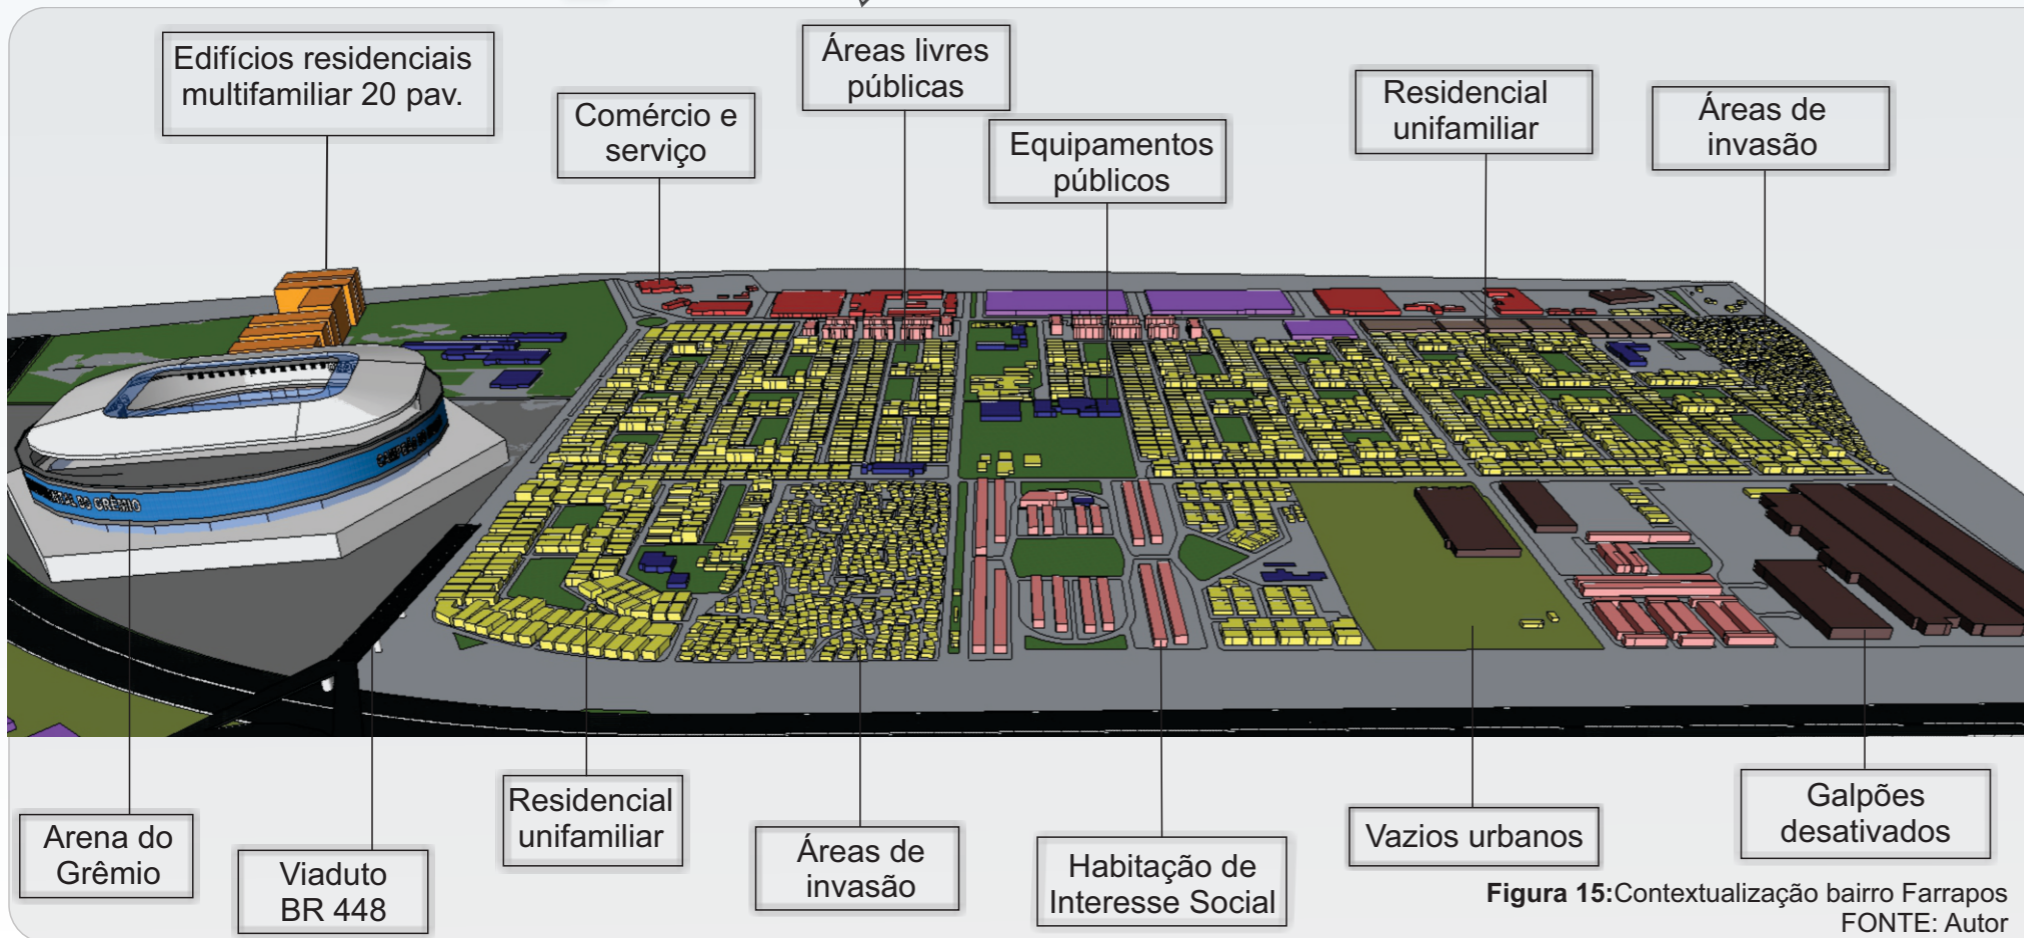 Edifícios residenciais
multifamiliar 20 pav.
Comércio e
serviço
Áreas livres
públicas
Equipamentos
públicos
Residencial
unifamiliar
Áreas de
invasão
Arena do
Grêmio
Viaduto
BR 448
Residencial
unifamiliar
Áreas de
invasão
Habitação de
Interesse Social
Vazios urbanos
Galpões
desativados
Figura 15:Contextualização bairro Farrapos
FONTE: Autor